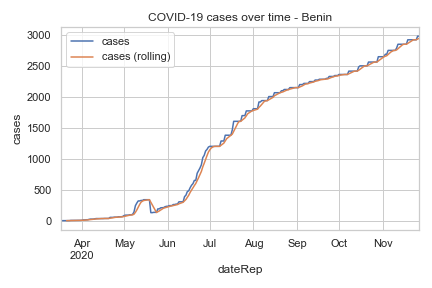 COVID-19 cases over time - Benin
cases
cases (rolling)
3000
2500
2000
1500
1000
500
0
cases
Apr
2020
May
Jun
Jul
Aug
Sep
Oct
Nov
dateRep